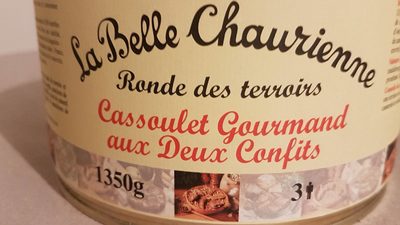 La Belle Chaurienne
Ronde des terroirs
Cassoulet Gourmand
aux Deux Confits
1350g
3